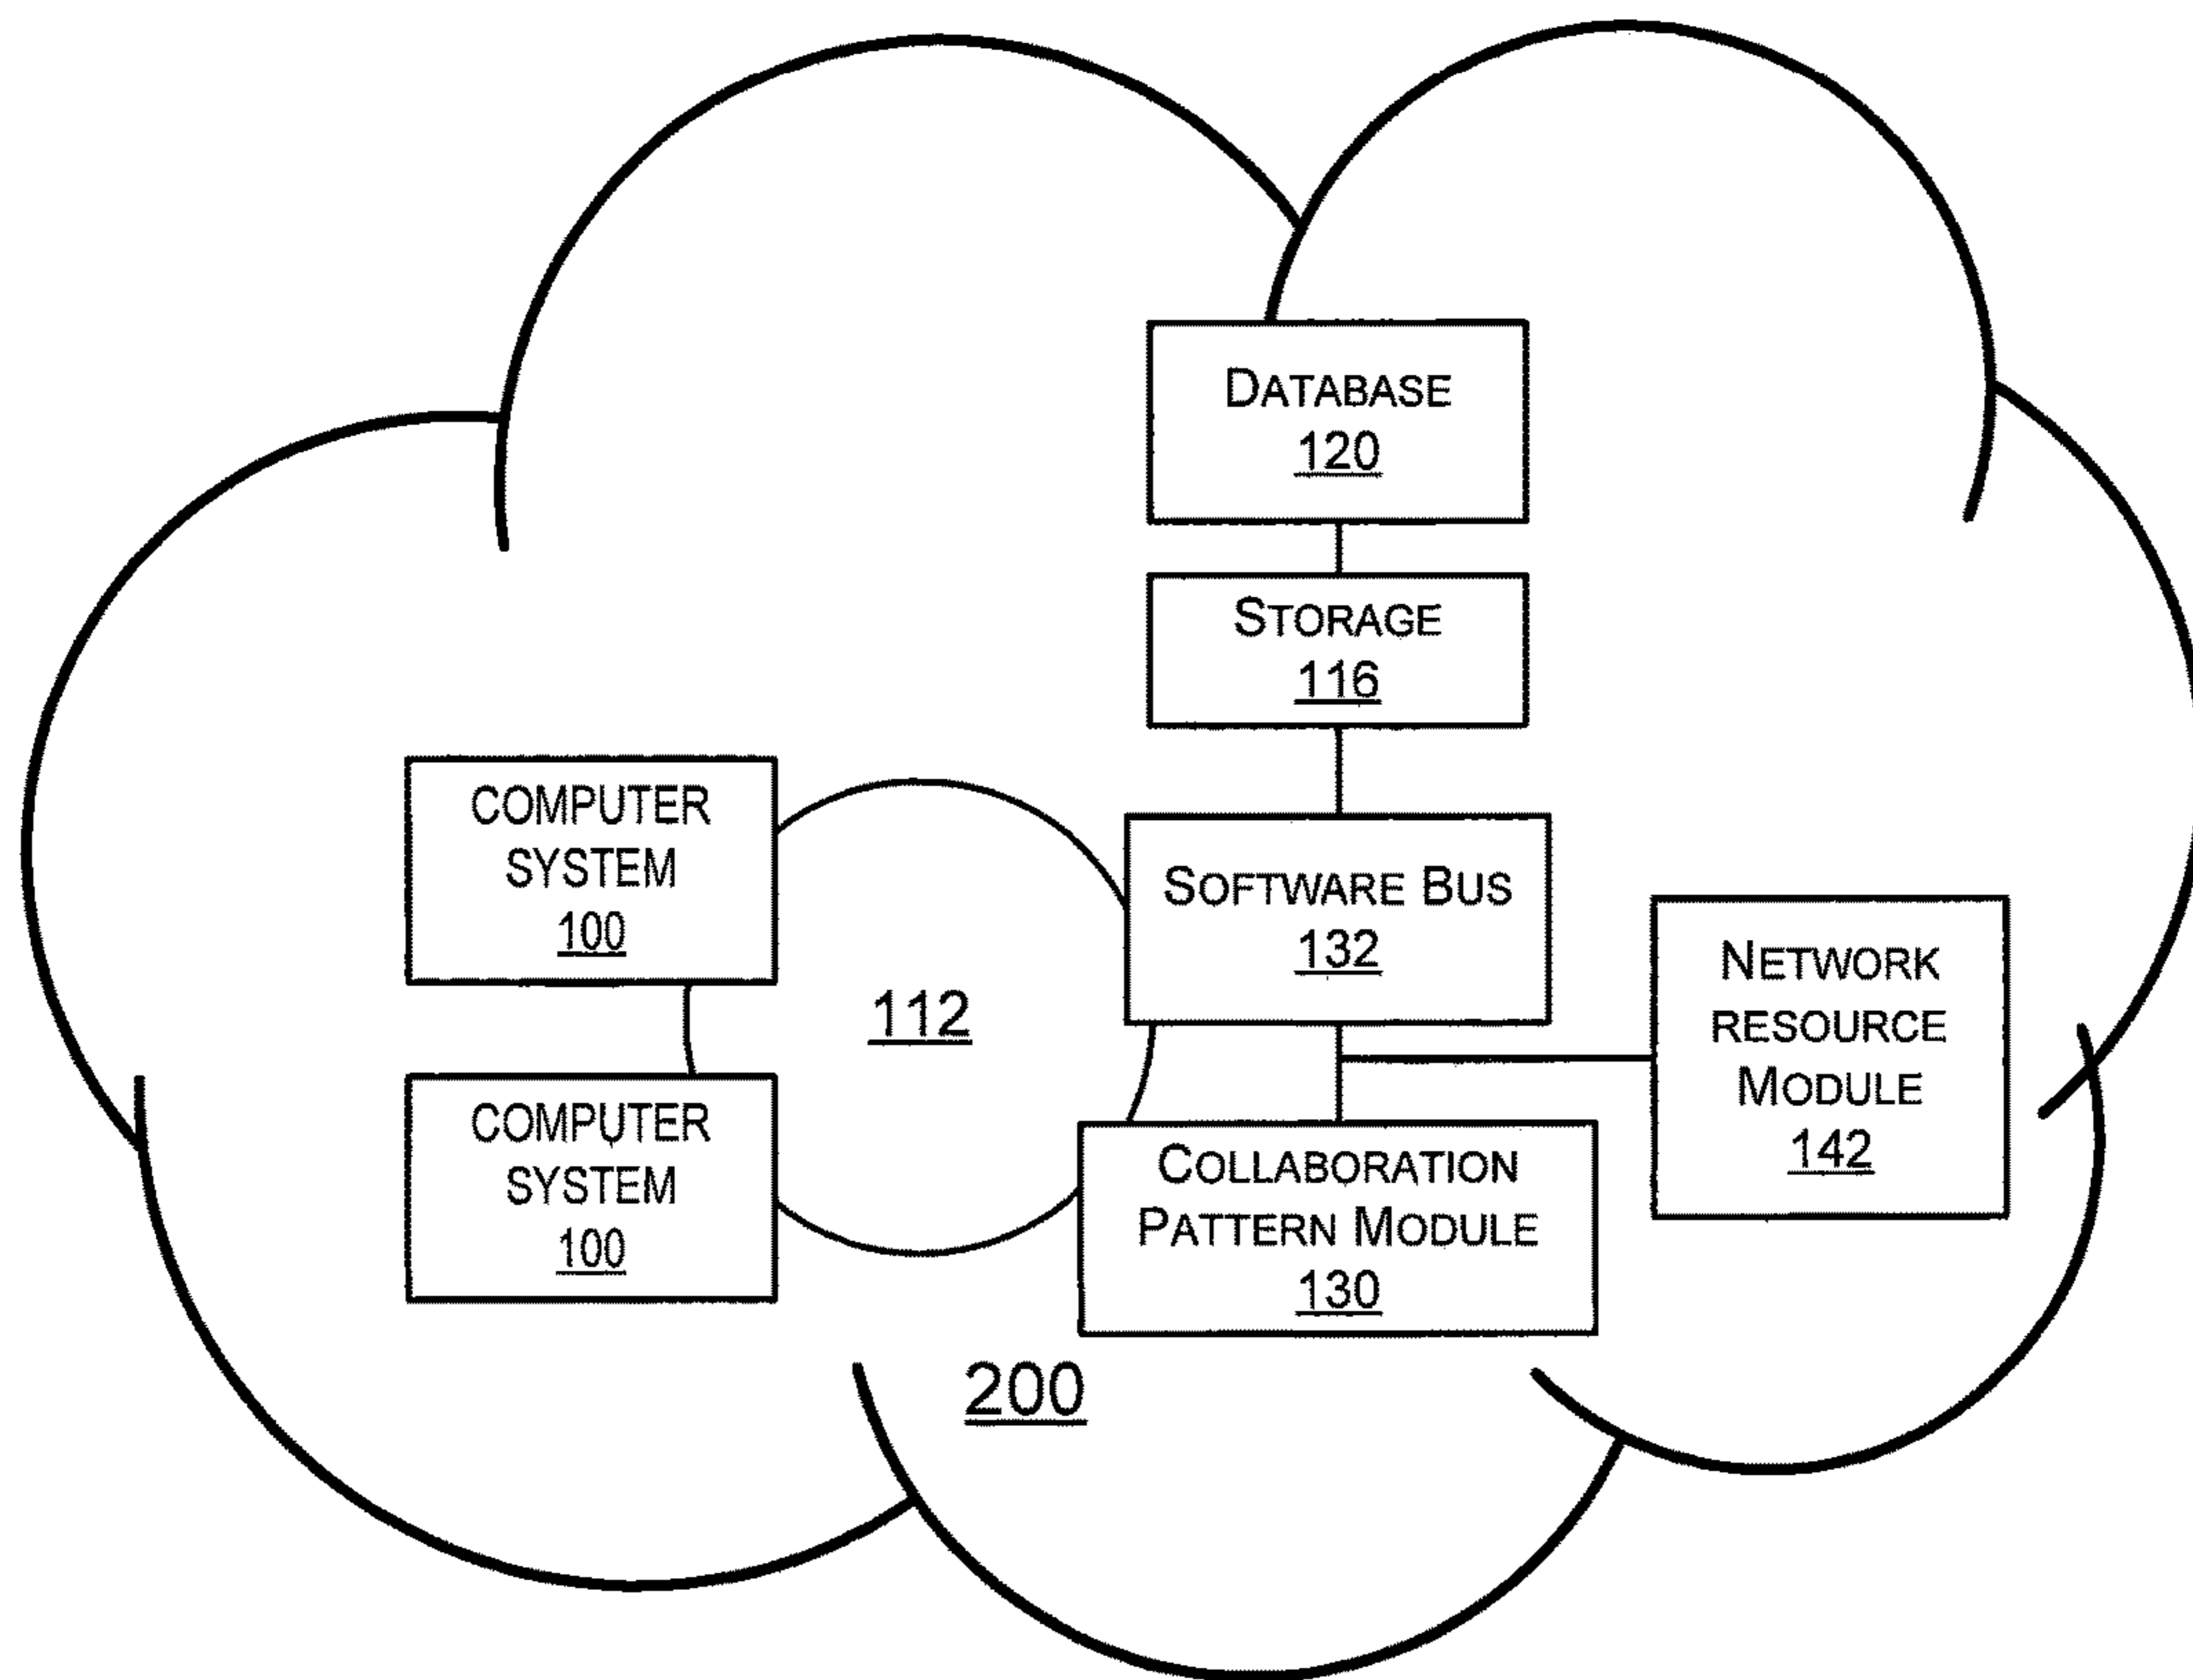 DATABASE
120
STORAGE
116
COMPUTER
SYSTEM
100
SOFTWARE BUS
132
NETWORK
RESOURCE
MODULE
142
112
COMPUTER
SYSTEM
100
COLLABORATION
PATTERN MODULE
130
200